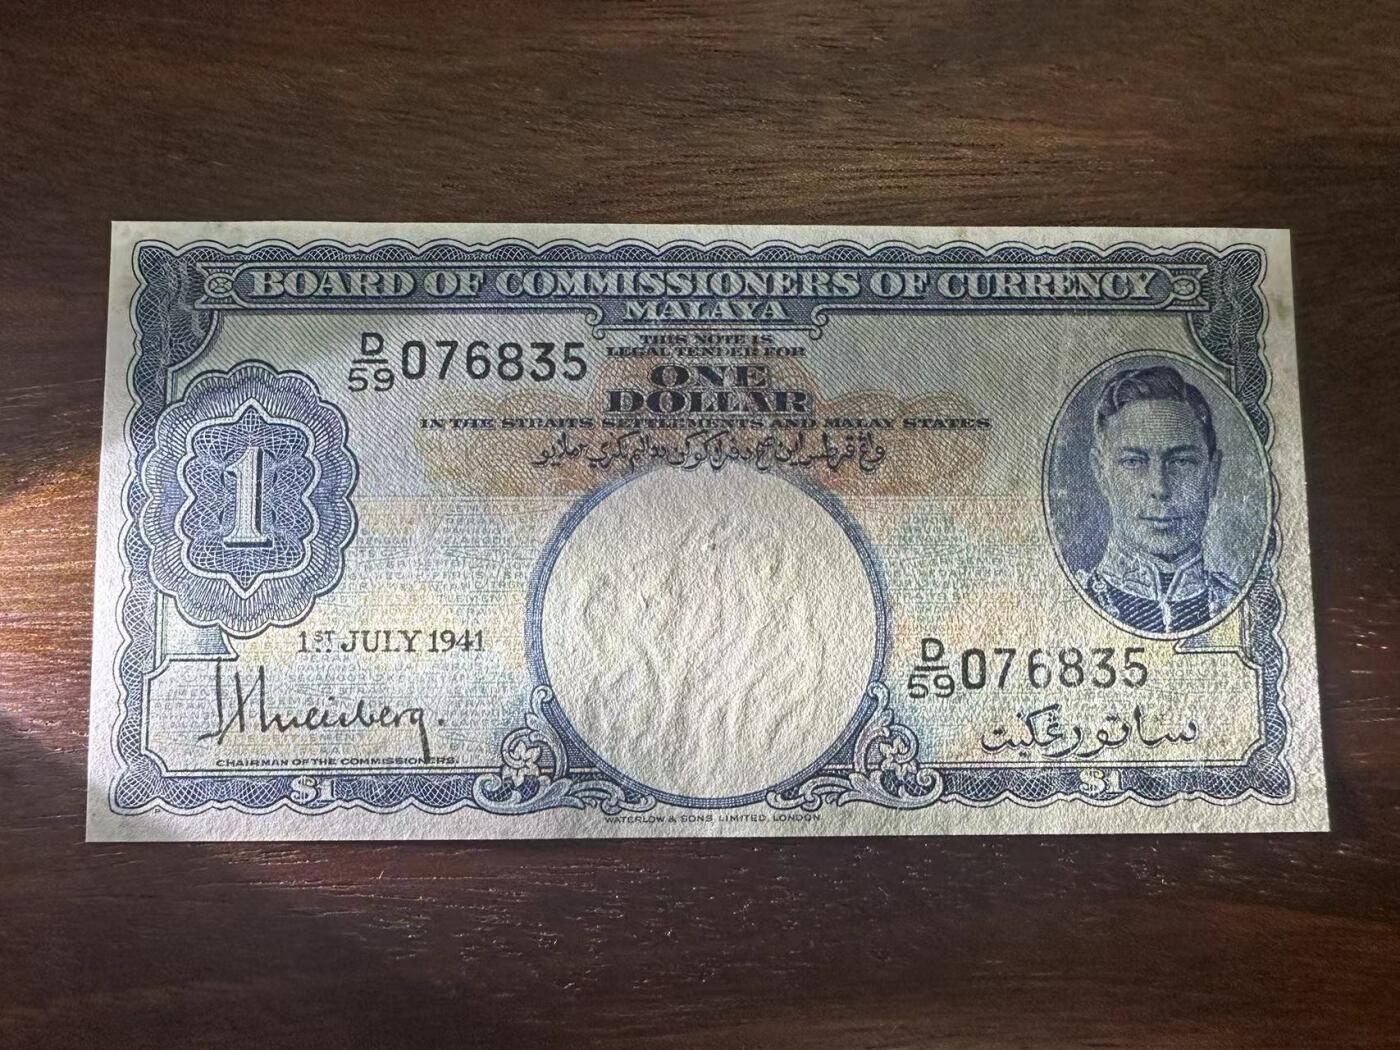 BOARD OF COMMISSIONERS OF CURRENCY
MALAYA
D/59 076835
THIS NOTE IS
LEGAL TENDER FOR
ONE
DOLLAR
IN THE STRAITS SETTLEMENTS AND MALAY STATES
1
1ST JULY 1941
D/59 076835
CHAIRMAN OF THE COMMISSIONERS.
ساتو رڠڬيت
$1
$1
WATERLOW & SONS LIMITED, LONDON